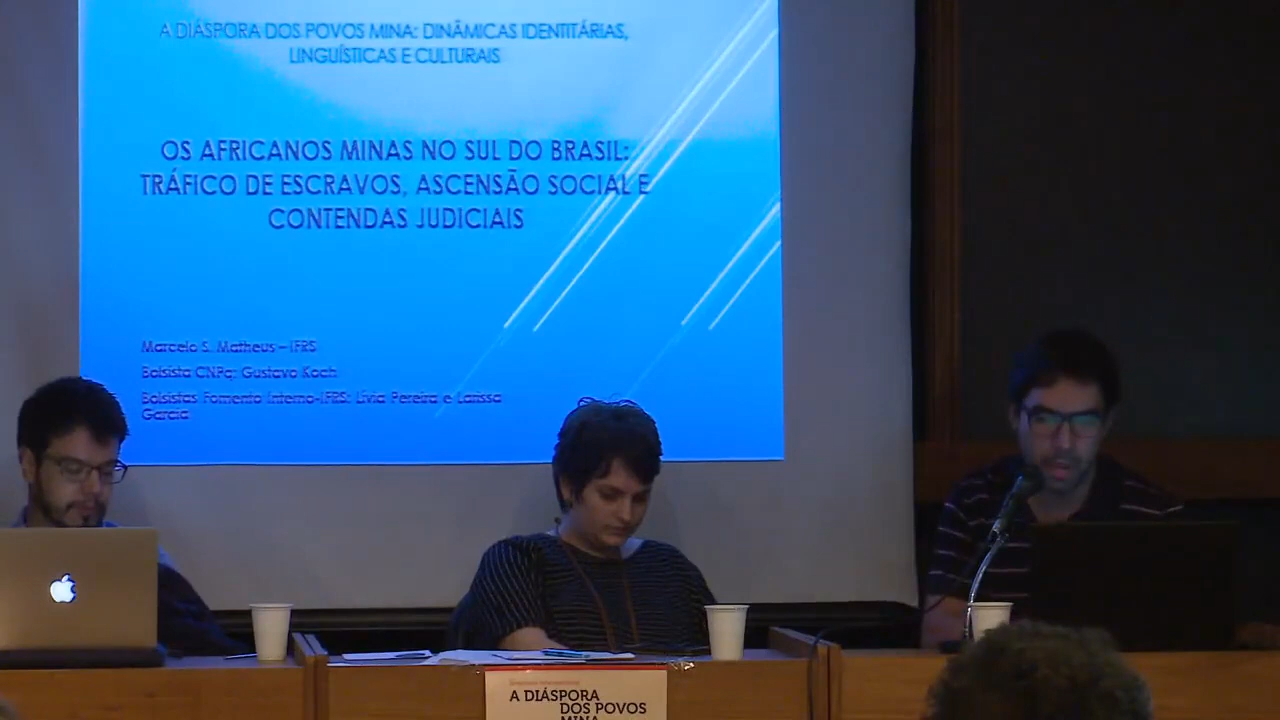 A DIÁSPORA DOS POVOS MINA: DINÂMICAS IDENTITÁRIAS,
LINGUÍSTICAS E CULTURAIS
OS AFRICANOS MINAS NO SUL DO BRASIL:
TRÁFICO DE ESCRAVOS, ASCENSÃO SOCIAL E
CONTENDAS JUDICIAIS
Marcelo S. Matheus – IFRS
Bolsista CNPq: Gustavo Koch
Bolsistas Fomento Interno-IFRS: Lívia Pereira e Larissa
Garcia
A DIÁSPORA
DOS POVOS
MINA